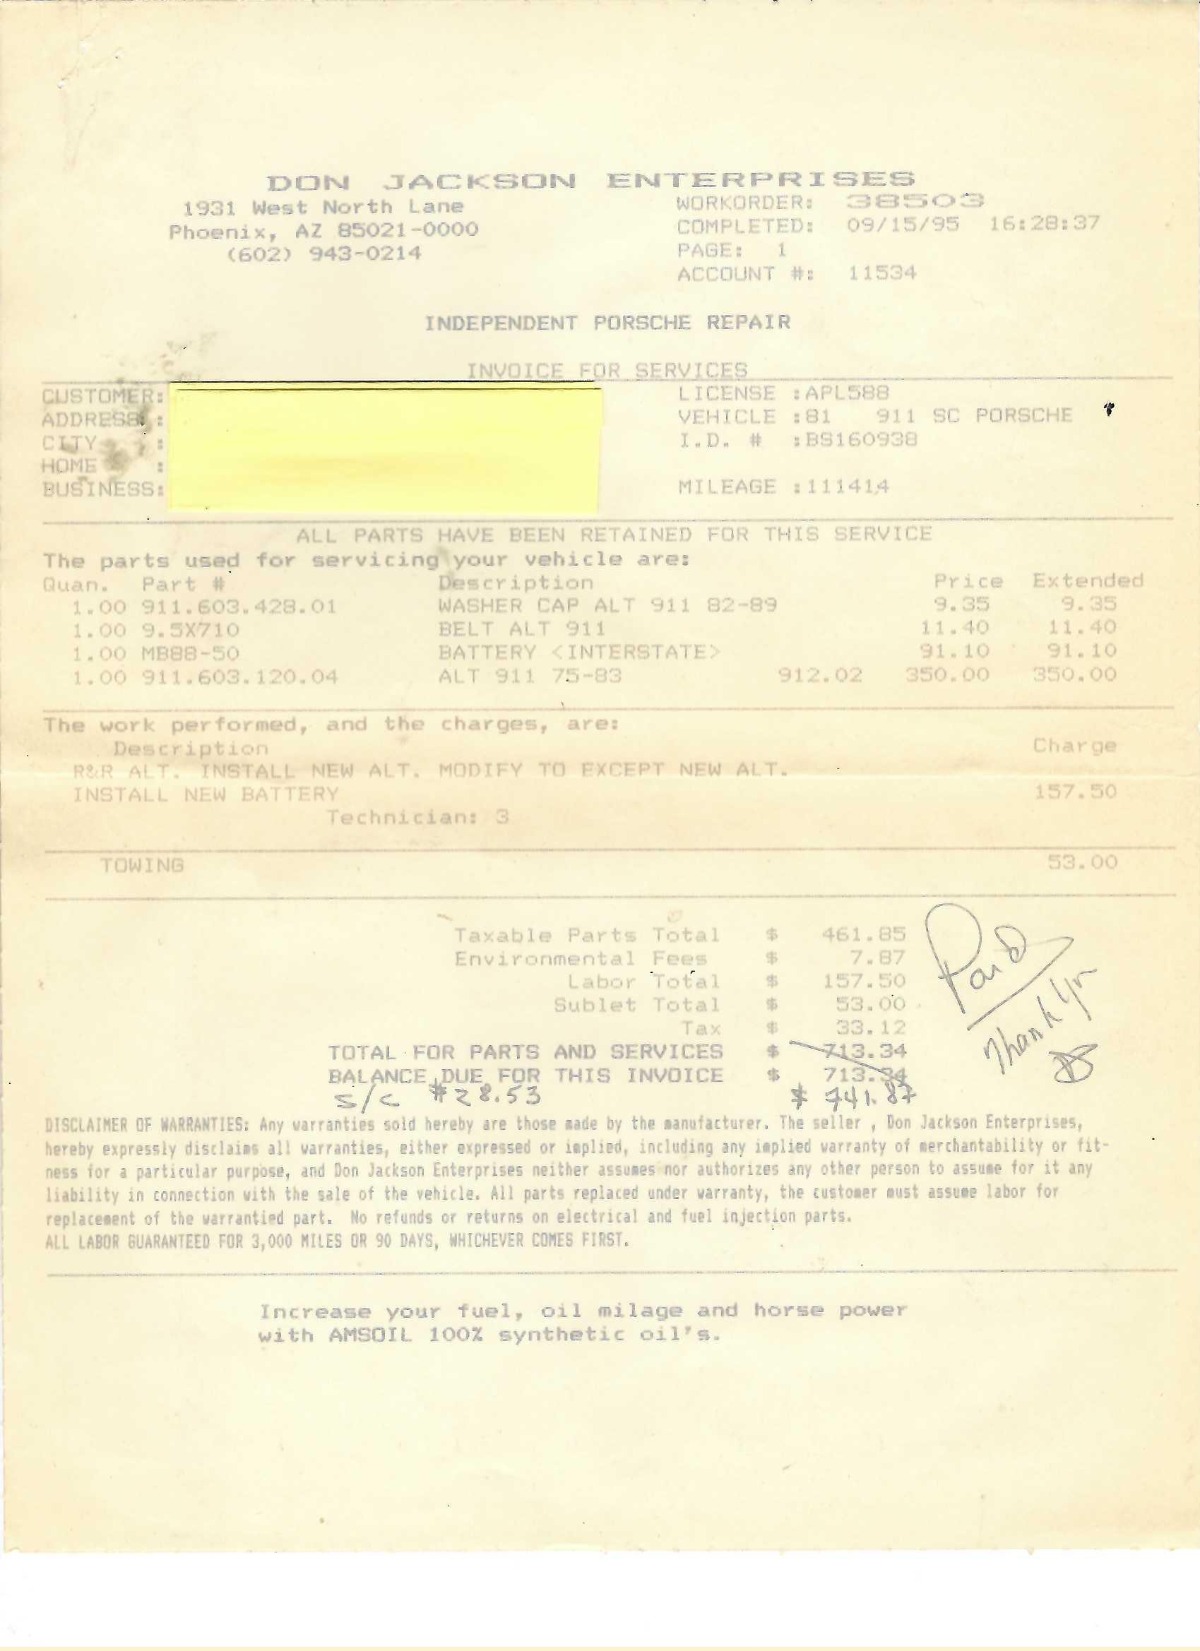 DON JACKSON ENTERPRISES
1931 West North Lane
Phoenix, AZ 85021-0000
(602) 943-0214
WORKORDER: 38503
COMPLETED: 09/15/95 16:28:37
PAGE: 1
ACCOUNT #: 11534
INDEPENDENT PORSCHE REPAIR
INVOICE FOR SERVICES
CUSTOMER:
ADDRESS :
CITY :
HOME :
BUSINESS:
LICENSE :APL588
VEHICLE :81 911 SC PORSCHE
I.D. # :BS160938
MILEAGE :111414
ALL PARTS HAVE BEEN RETAINED FOR THIS SERVICE
The parts used for servicing your vehicle are:
Quan. Part # Description Price Extended
1.00 911.603.428.01 WASHER CAP ALT 911 82-89 9.35 9.35
1.00 9.5X710 BELT ALT 911 11.40 11.40
1.00 MB88-50 BATTERY <INTERSTATE> 91.10 91.10
1.00 911.603.120.04 ALT 911 75-83 912.02 350.00 350.00
The work performed, and the charges, are:
Description Charge
R&R ALT. INSTALL NEW ALT. MODIFY TO EXCEPT NEW ALT.
INSTALL NEW BATTERY 157.50
Technician: 3
TOWING 53.00
Taxable Parts Total $ 461.85
Environmental Fees $ 7.87
Labor Total $ 157.50
Sublet Total $ 53.00
Tax $ 33.12
TOTAL FOR PARTS AND SERVICES $ 713.34
BALANCE DUE FOR THIS INVOICE $ 713.34
S/C $28.53 $ 741.87
Paid
Thank You
DISCLAIMER OF WARRANTIES: Any warranties sold hereby are those made by the manufacturer. The seller , Don Jackson Enterprises,
hereby expressly disclaims all warranties, either expressed or implied, including any implied warranty of merchantability or fit-
ness for a particular purpose, and Don Jackson Enterprises neither assumes nor authorizes any other person to assume for it any
liability in connection with the sale of the vehicle. All parts replaced under warranty, the customer must assume labor for
replacement of the warrantied part. No refunds or returns on electrical and fuel injection parts.
ALL LABOR GUARANTEED FOR 3,000 MILES OR 90 DAYS, WHICHEVER COMES FIRST.
Increase your fuel, oil milage and horse power
with AMSOIL 100% synthetic oil's.